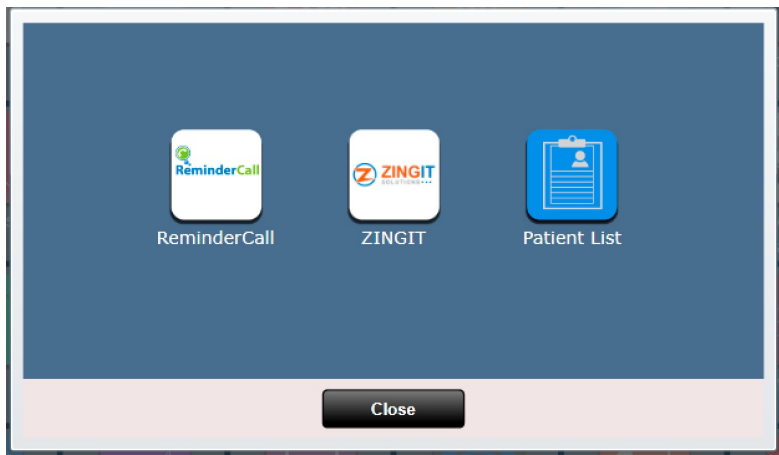 ReminderCall
ZINGIT
SOLUTIONS
ReminderCall
ZINGIT
Patient List
Close